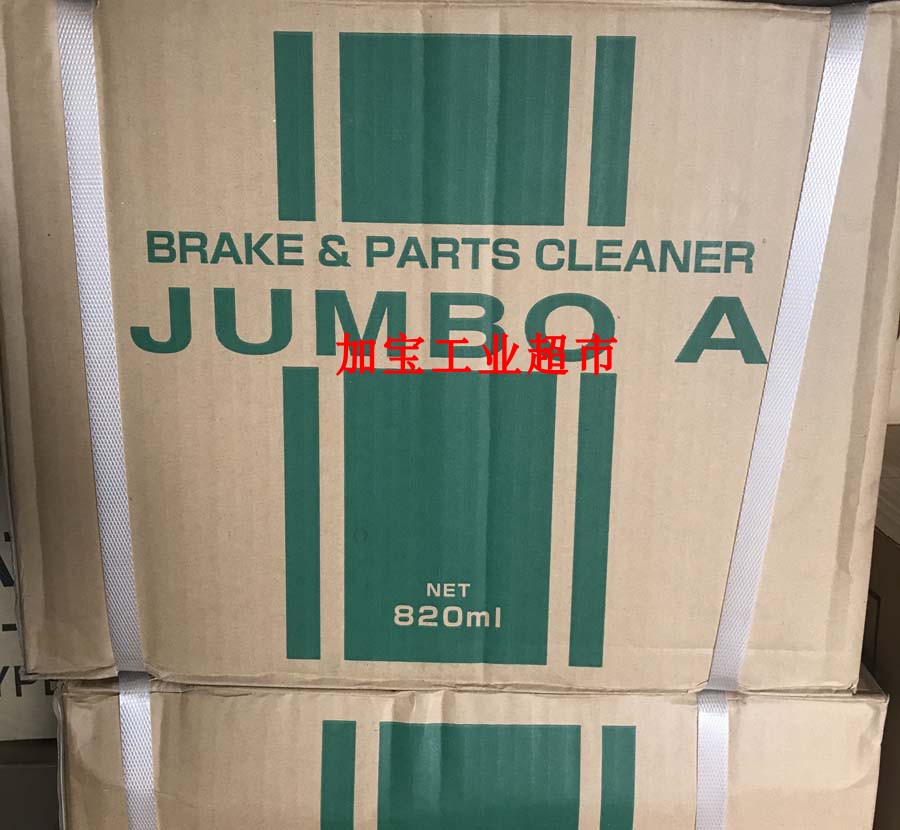 BRAKE & PARTS CLEANER
JUMBO A
加宝工业超市
NET
820ml